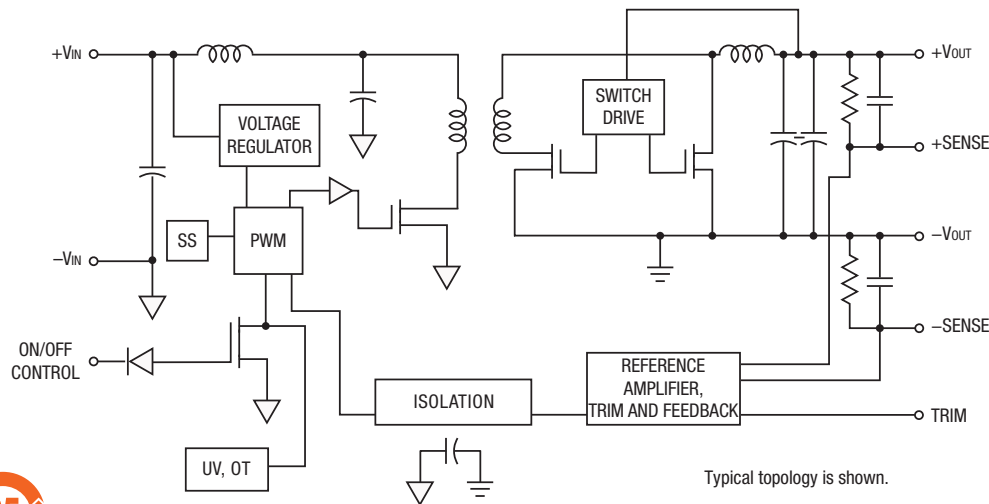 +VIN
+VOUT
SWITCH
DRIVE
VOLTAGE
REGULATOR
+SENSE
SS
PWM
−VIN
−VOUT
−SENSE
ON/OFF
CONTROL
REFERENCE
AMPLIFIER,
TRIM AND FEEDBACK
ISOLATION
TRIM
UV, OT
Typical topology is shown.